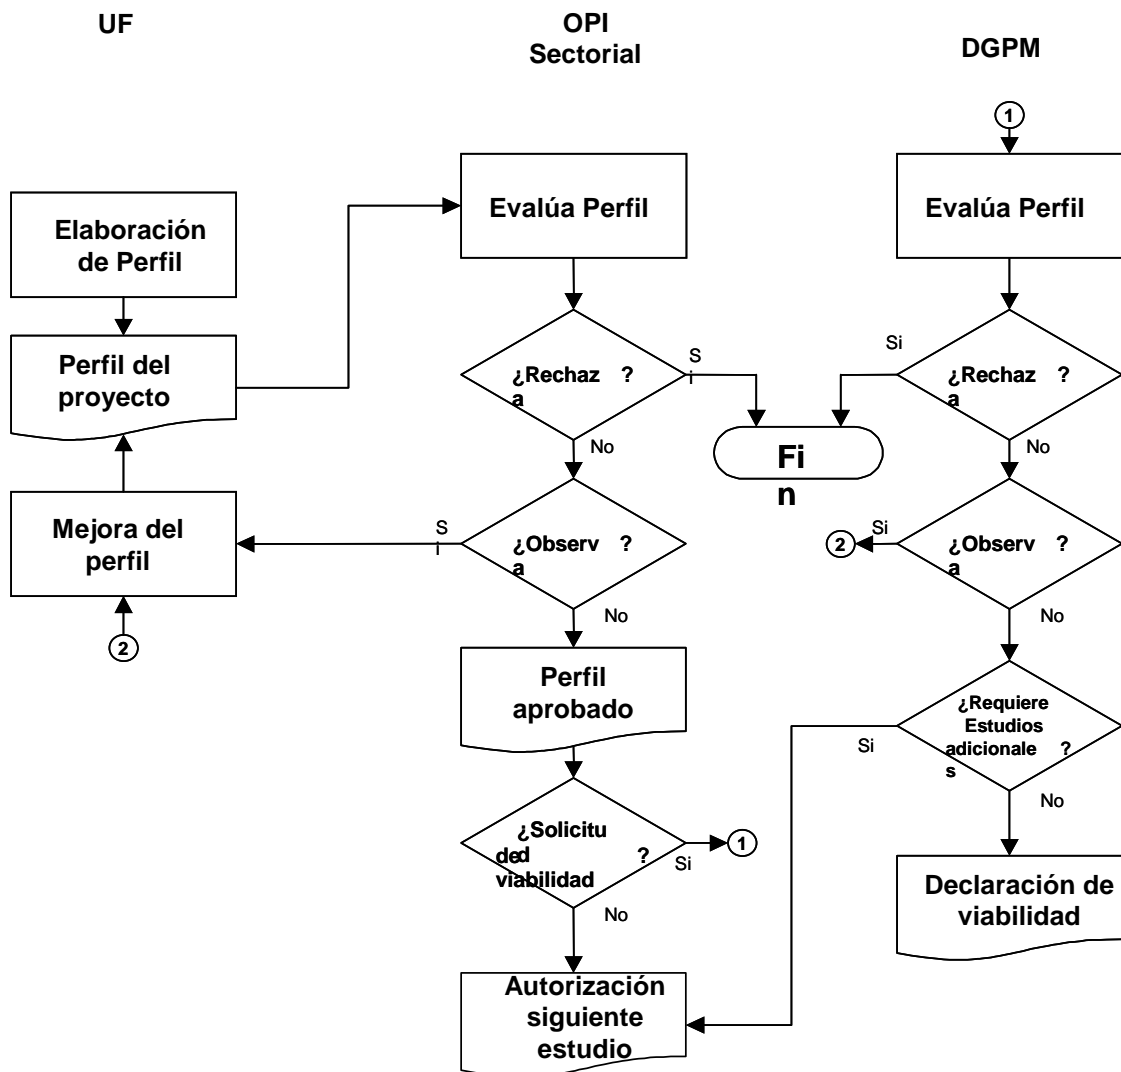 UF
OPI
Sectorial
DGPM
1
Elaboración
de Perfil
Evalúa Perfil
Evalúa Perfil
Perfil del
proyecto
¿Rechaz ?
a
Si
Si
¿Rechaz ?
a
No
No
Fi
n
Mejora del
perfil
Si
¿Observ ?
a
2
Si
¿Observ ?
a
No
No
2
Perfil
aprobado
¿Requiere
Estudios
adicionale ?
s
Si
No
¿Solicitu
d
de ?
viabilidad
Si
1
No
Declaración de
viabilidad
Autorización
siguiente
estudio